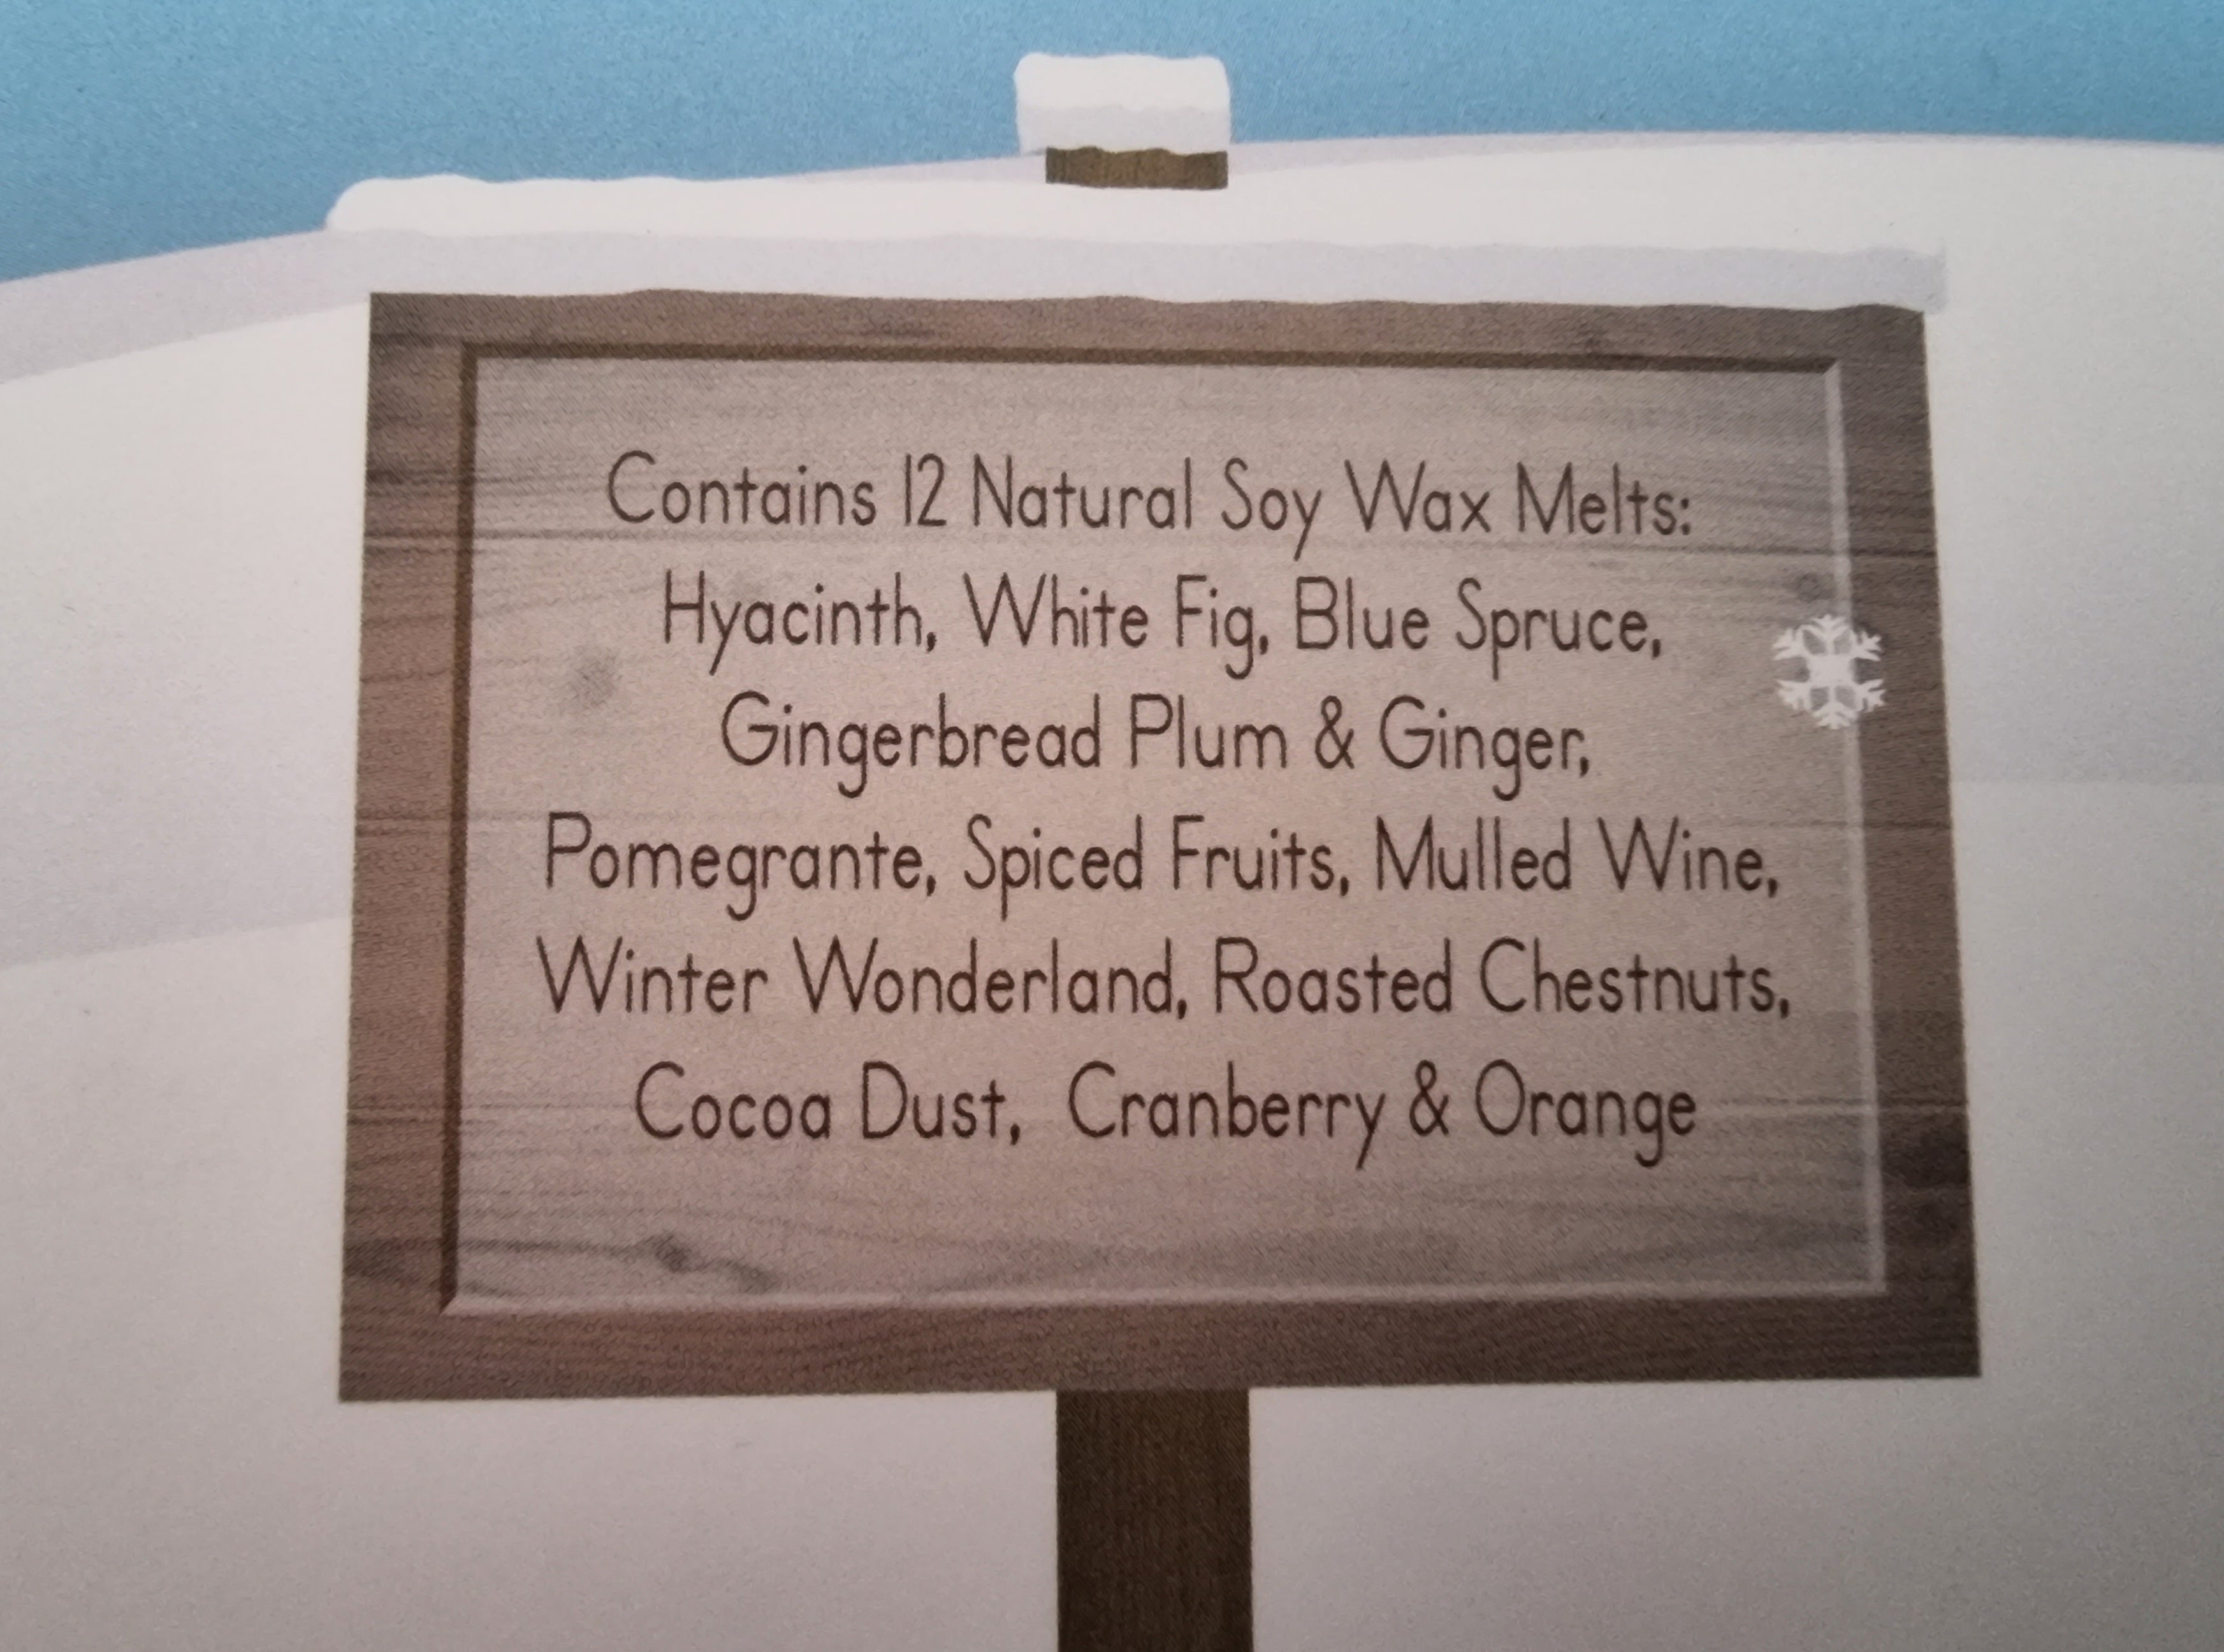 Contains 12 Natural Soy Wax Melts:
Hyacinth, White Fig, Blue Spruce,
Gingerbread Plum & Ginger,
Pomegrante, Spiced Fruits, Mulled Wine,
Winter Wonderland, Roasted Chestnuts,
Cocoa Dust, Cranberry & Orange